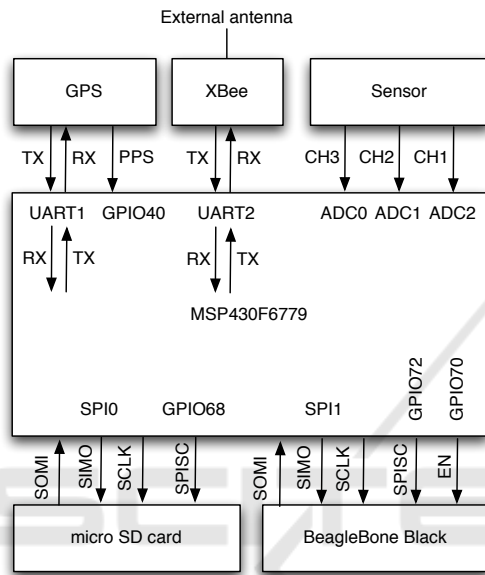 External antenna
GPS
XBee
Sensor
TX
RX
PPS
TX
RX
CH3
CH2
CH1
UART1
GPIO40
UART2
ADC0
ADC1
ADC2
RX
TX
RX
TX
MSP430F6779
SPI0
GPIO68
SPI1
GPIO72
GPIO70
SOMI
SIMO
SCLK
SPISC
SOMI
SIMO
SCLK
SPISC
EN
micro SD card
BeagleBone Black